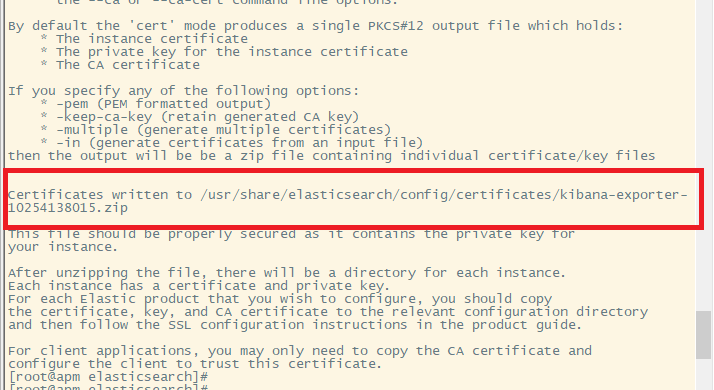 the --ca or --ca-cert command line options.
By default the 'cert' mode produces a single PKCS#12 output file which holds:
* The instance certificate
* The private key for the instance certificate
* The CA certificate
If you specify any of the following options:
* -pem (PEM formatted output)
* -keep-ca-key (retain generated CA key)
* -multiple (generate multiple certificates)
* -in (generate certificates from an input file)
then the output will be be a zip file containing individual certificate/key files
Certificates written to /usr/share/elasticsearch/config/certificates/kibana-exporter-
10254138015.zip
This file should be properly secured as it contains the private key for
your instance.
After unzipping the file, there will be a directory for each instance.
Each instance has a certificate and private key.
For each Elastic product that you wish to configure, you should copy
the certificate, key, and CA certificate to the relevant configuration directory
and then follow the SSL configuration instructions in the product guide.
For client applications, you may only need to copy the CA certificate and
configure the client to trust this certificate.
[root@apm elasticsearch]#
[root@apm elasticsearch]#